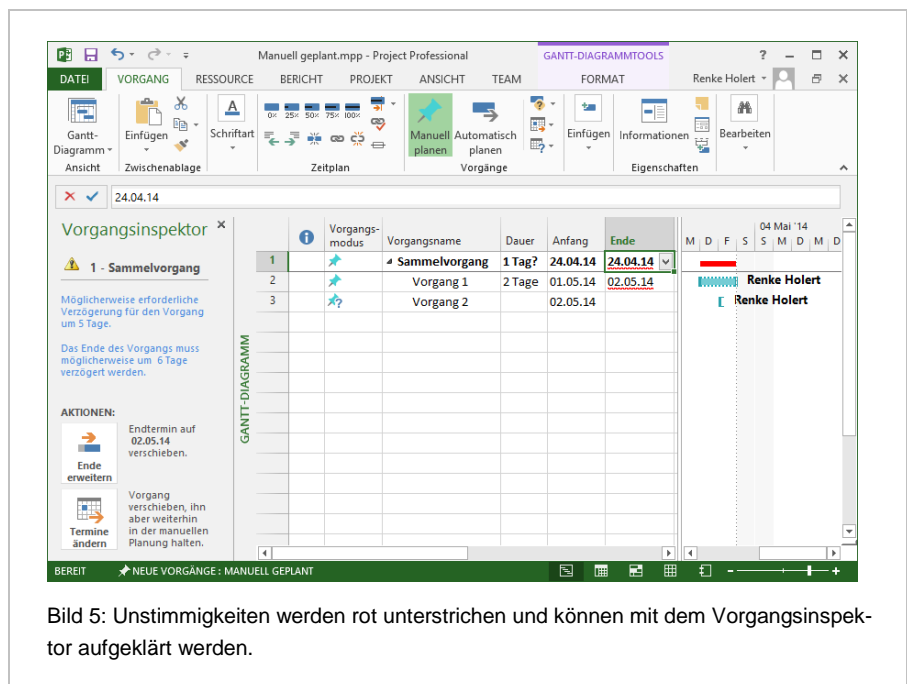 Manuell geplant.mpp - Project Professional
GANTT-DIAGRAMMTOOLS
DATEI VORGANG RESSOURCE BERICHT PROJEKT ANSICHT TEAM FORMAT Renke Holert
0× 25× 50× 75× 100×
Gantt-
Diagramm
Einfügen
Schriftart
Manuell
planen
Automatisch
planen
Einfügen
Informationen
Bearbeiten
Ansicht Zwischenablage Zeitplan Vorgänge Eigenschaften
24.04.14
Vorgangsinspektor
1 - Sammelvorgang
Möglicherweise erforderliche
Verzögerung für den Vorgang
um 5 Tage.
Das Ende des Vorgangs muss
möglicherweise um 6 Tage
verzögert werden.
AKTIONEN:
Ende
erweitern
Endtermin auf
02.05.14
verschieben.
Termine
ändern
Vorgang
verschieben, ihn
aber weiterhin
in der manuellen
Planung halten.
GANTT-DIAGRAMM
Vorgangs-
modus
Vorgangsname Dauer Anfang Ende
04 Mai '14
M D F S S M D M D
1 Sammelvorgang 1 Tag? 24.04.14 24.04.14
2 Vorgang 1 2 Tage 01.05.14 02.05.14 Renke Holert
3 Vorgang 2 02.05.14 Renke Holert
BEREIT NEUE VORGÄNGE : MANUELL GEPLANT
Bild 5: Unstimmigkeiten werden rot unterstrichen und können mit dem Vorgangsinspek-
tor aufgeklärt werden.